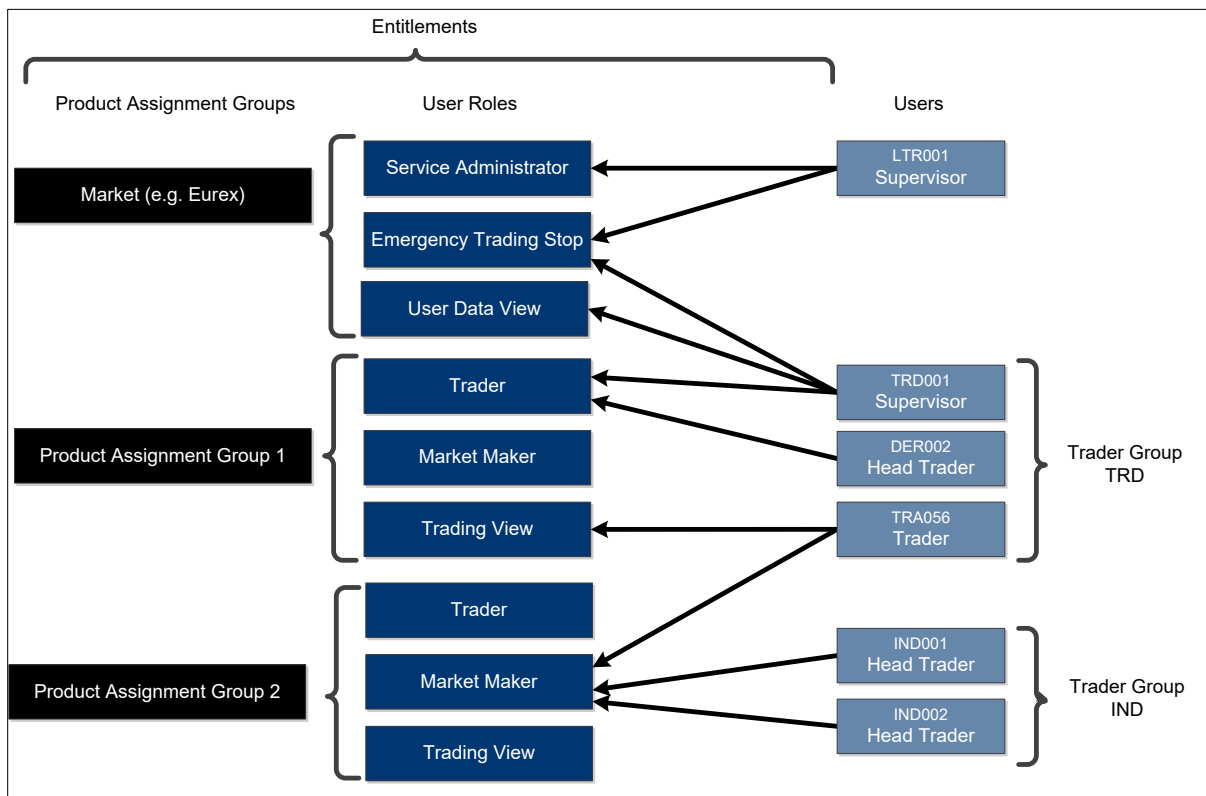 Entitlements
Product Assignment Groups
User Roles
Users
Market (e.g. Eurex)
Service Administrator
Emergency Trading Stop
User Data View
LTR001
Supervisor
Product Assignment Group 1
Trader
Market Maker
Trading View
TRD001
Supervisor
DER002
Head Trader
TRA056
Trader
Trader Group
TRD
Product Assignment Group 2
Trader
Market Maker
Trading View
IND001
Head Trader
IND002
Head Trader
Trader Group
IND